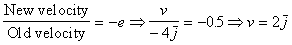 New velocity / Old velocity = −e ⇒ v / −4j̄ = −0.5 ⇒ v = 2j̄